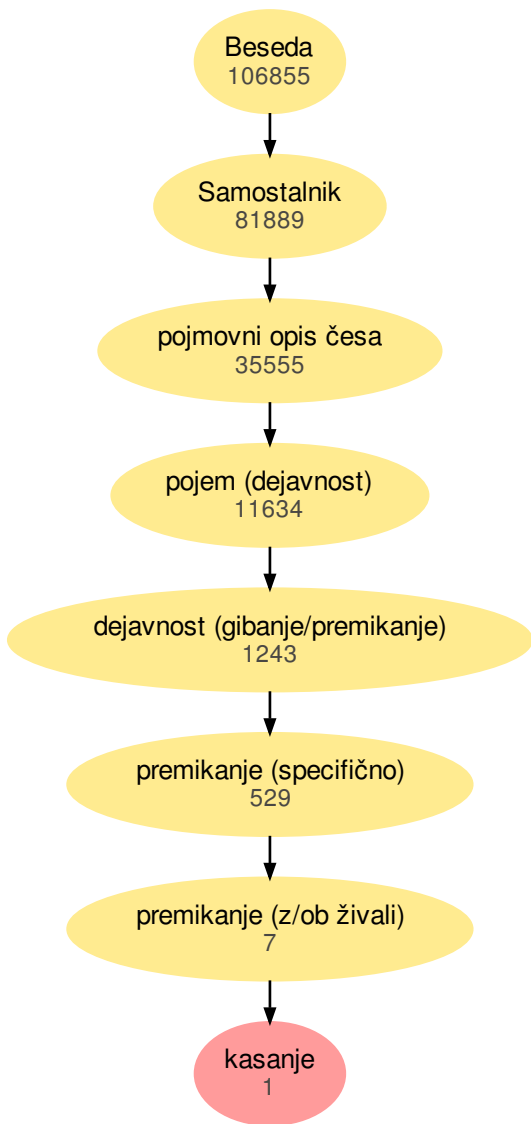 Beseda
106855
Samostalnik
81889
pojmovni opis česa
35555
pojem (dejavnost)
11634
dejavnost (gibanje/premikanje)
1243
premikanje (specifično)
529
premikanje (z/ob živali)
7
kasanje
1